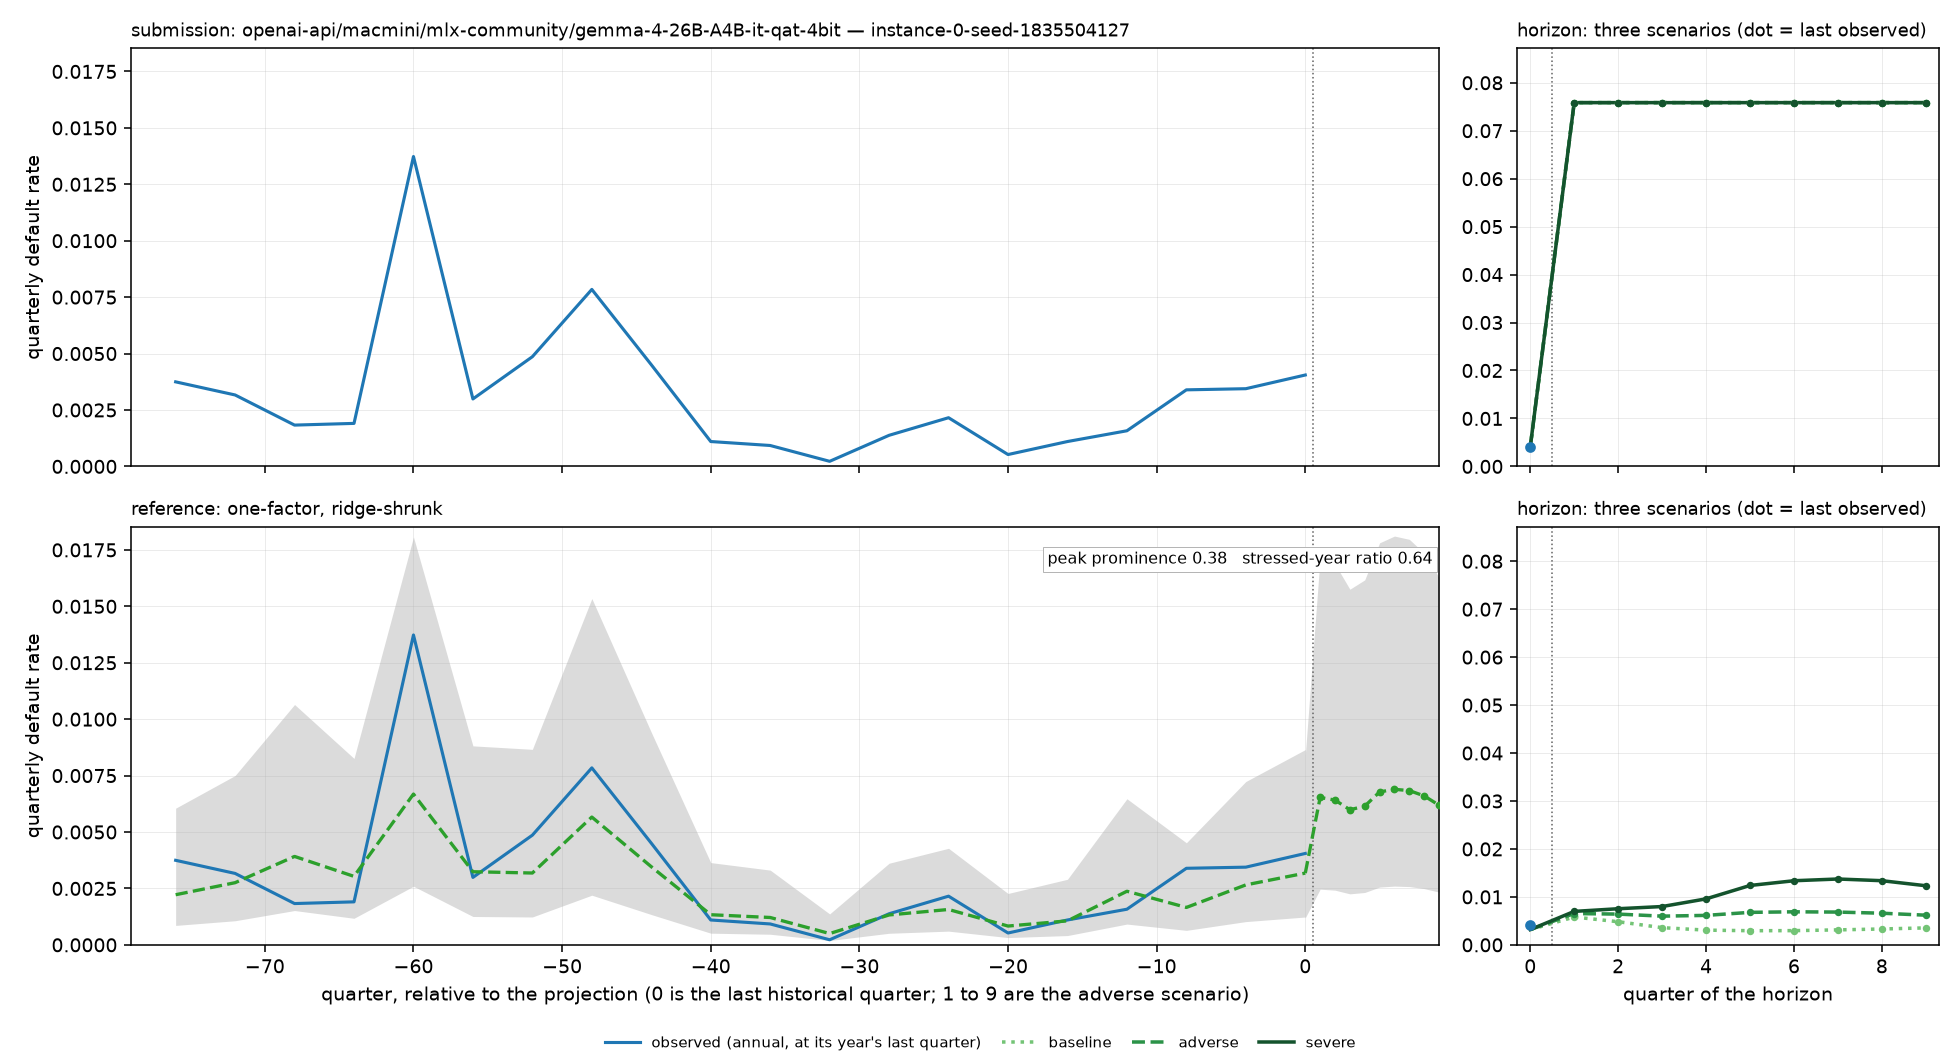 submission: openai-api/macmini/mlx-community/gemma-4-26B-A4B-it-qat-4bit — instance-0-seed-1835504127
horizon: three scenarios (dot = last observed)
quarterly default rate
0.0175
0.0150
0.0125
0.0100
0.0075
0.0050
0.0025
0.0000
0.08
0.07
0.06
0.05
0.04
0.03
0.02
0.01
0.00
reference: one-factor, ridge-shrunk
horizon: three scenarios (dot = last observed)
peak prominence 0.38 stressed-year ratio 0.64
quarterly default rate
0.0175
0.0150
0.0125
0.0100
0.0075
0.0050
0.0025
0.0000
0.08
0.07
0.06
0.05
0.04
0.03
0.02
0.01
0.00
−70 −60 −50 −40 −30 −20 −10 0
0 2 4 6 8
quarter, relative to the projection (0 is the last historical quarter; 1 to 9 are the adverse scenario)
quarter of the horizon
observed (annual, at its year's last quarter) baseline adverse severe